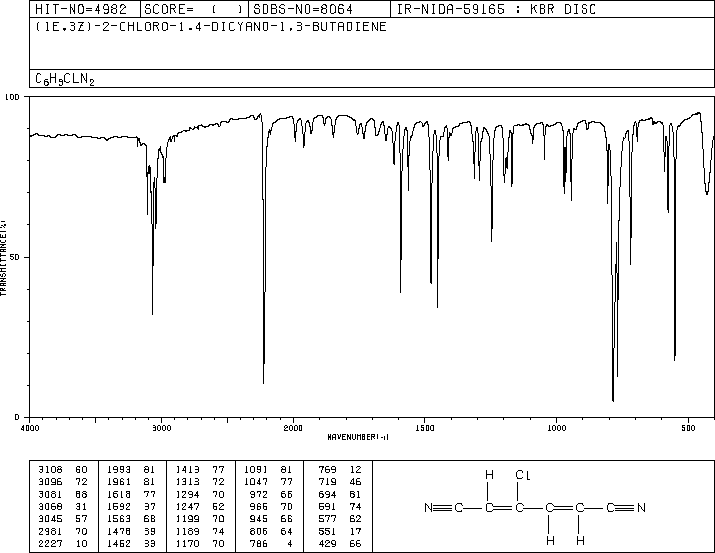 HIT-NO=4982 SCORE= ( ) SDBS-NO=8064 IR-NIDA-59165 : KBR DISC
(1E,3Z)-2-CHLORO-1,4-DICYANO-1,3-BUTADIENE
C6H3CLN2
100
50
0
TRANSMITTANCE(%)
4000 3000 2000 1500 1000 500
WAVENUMBER(-1)
3108 60 1993 81 1413 77 1091 81 769 12
3096 72 1961 81 1313 72 1047 77 719 46
3081 68 1618 77 1294 70 972 66 694 81
3068 31 1592 37 1247 52 966 70 591 74
3045 57 1563 68 1199 70 945 66 577 62
2981 70 1478 39 1189 74 806 64 551 17
2227 10 1452 33 1170 70 786 4 429 66
H Cl
N C C C C C C N
H H